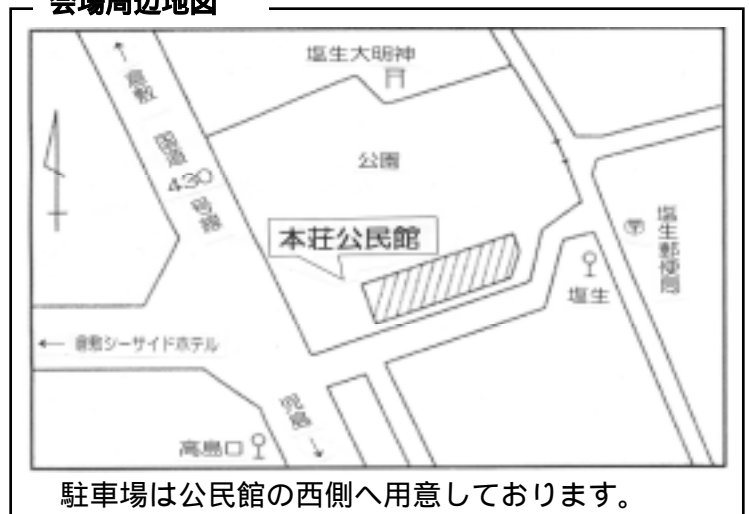 会場周辺地図
塩生大明神
↑
倉敷
国道
430
号線
公園
本荘公民館
塩生郵便局
塩生
← 倉敷シーサイドホテル
児島
↓
高島口
駐車場は公民館の西側へ用意しております。